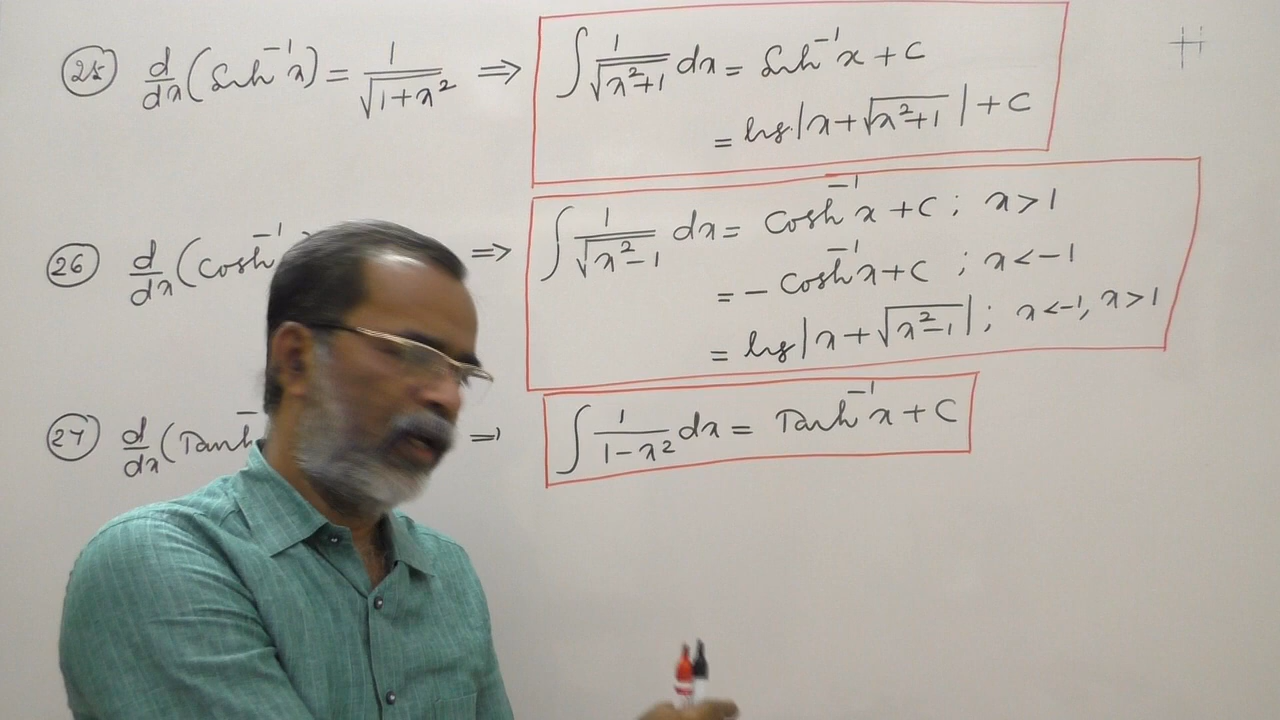 (25) d/dx (Sinh⁻¹x) = 1/√(1+x²) ⇒ ∫ 1/√(x²+1) dx = Sinh⁻¹x + C
= log|x+√(x²+1)| + C
(26) d/dx (Cosh⁻¹ ⇒ ∫ 1/√(x²-1) dx = Cosh⁻¹x + C ; x>1
= - Cosh⁻¹x + C ; x<-1
= log|x+√(x²-1)| ; x<-1, x>1
(27) d/dx (Tanh⁻ ⇒ ∫ 1/(1-x²) dx = Tanh⁻¹x + C